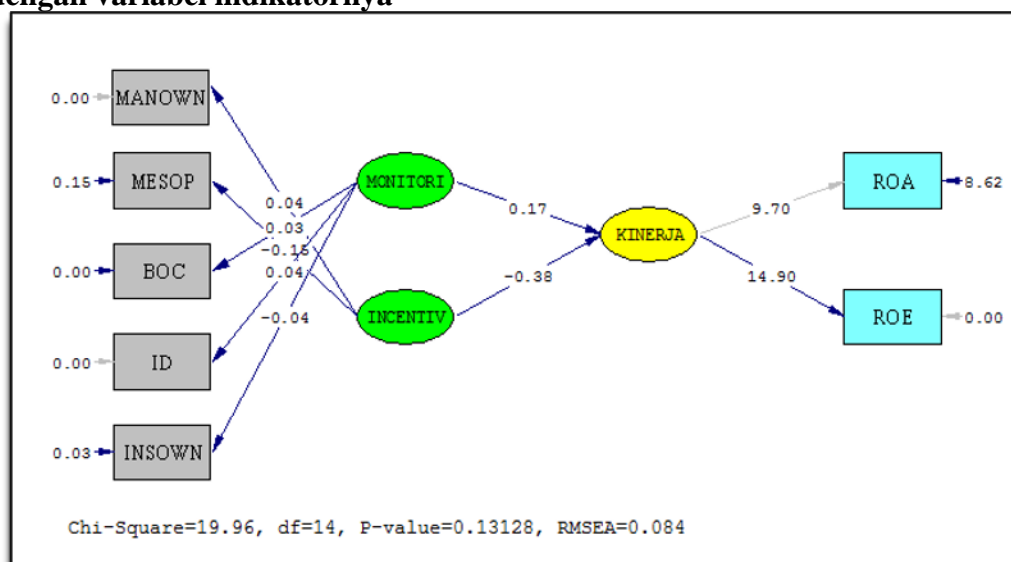 dengan variabel indikatornya
0.00 MANOWN
0.15 MESOP
0.00 BOC
0.00 ID
0.03 INSOWN
0.04
0.03
-0.15
0.04
-0.04
MONITORI
INCENTIV
0.17
-0.38
KINERJA
9.70
14.90
ROA 8.62
ROE 0.00
Chi-Square=19.96, df=14, P-value=0.13128, RMSEA=0.084